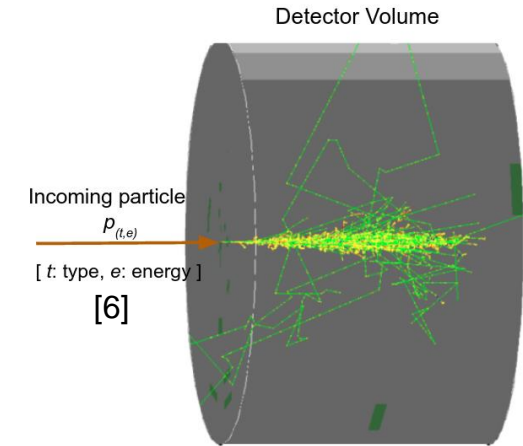 Detector Volume
Incoming particle
p(t,e)
[ t: type, e: energy ]
[6]